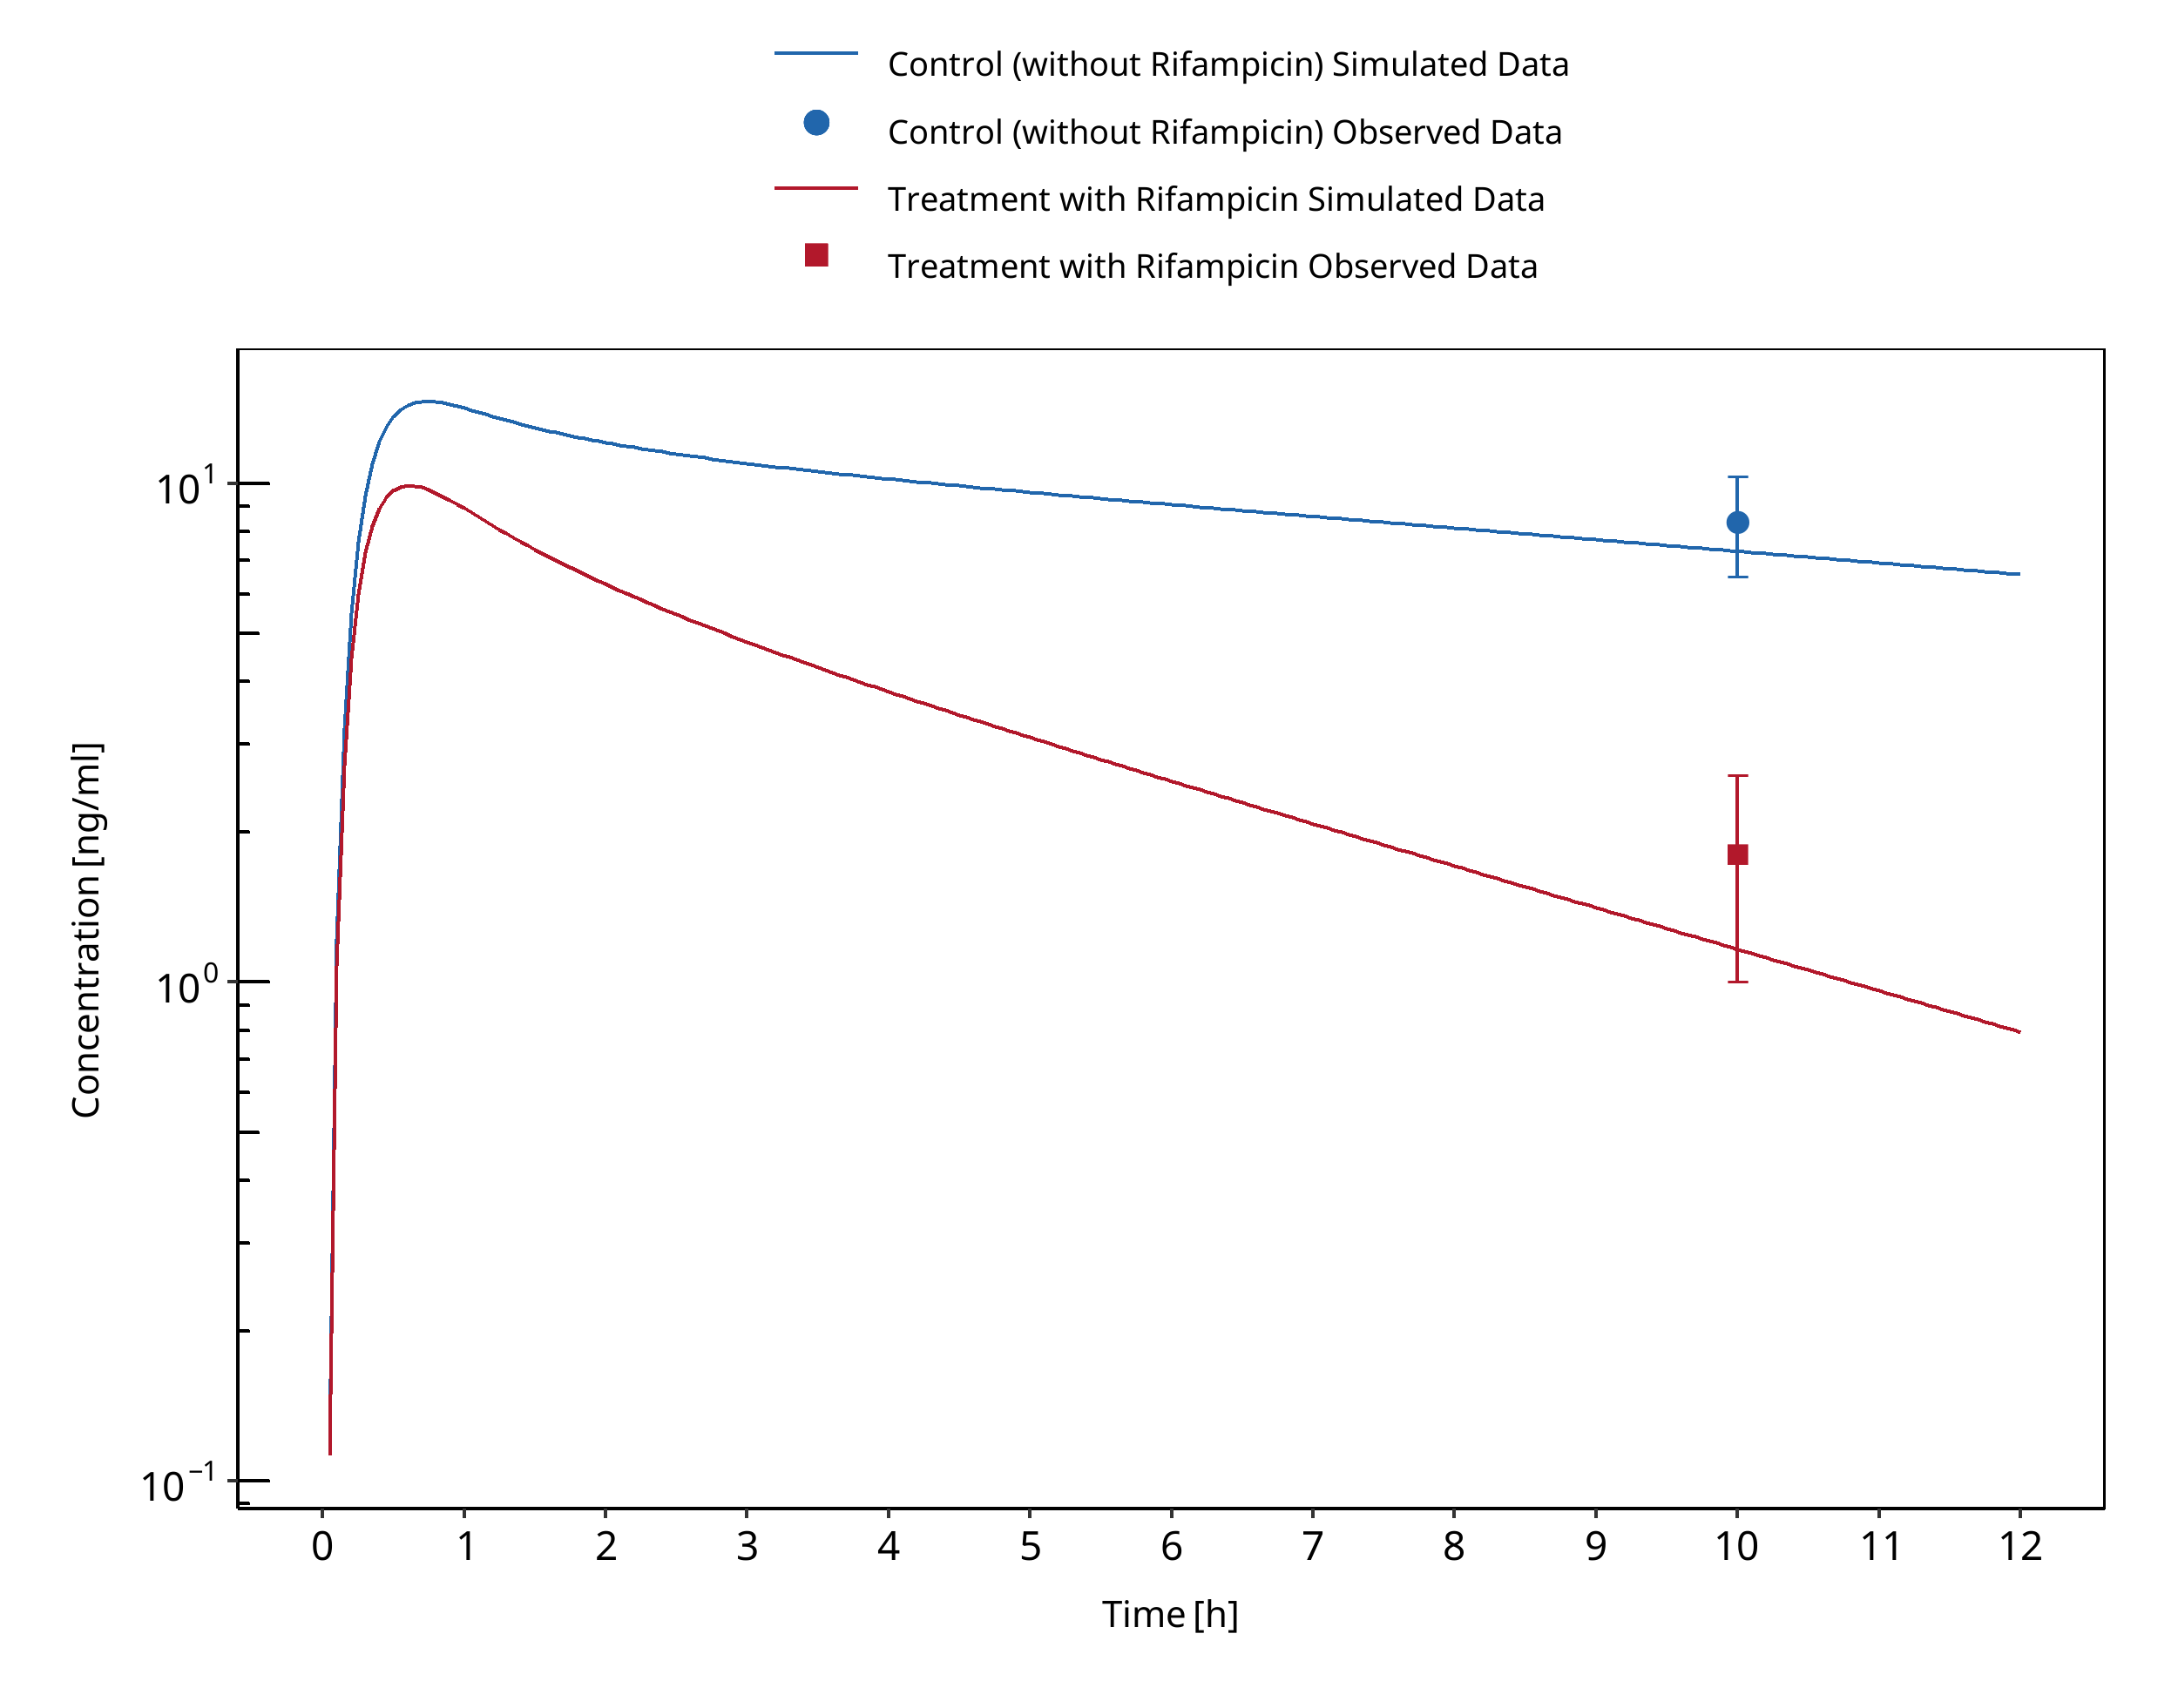 Control (without Rifampicin) Simulated Data
Control (without Rifampicin) Observed Data
Treatment with Rifampicin Simulated Data
Treatment with Rifampicin Observed Data
Concentration [ng/ml]
10¹
10⁰
10⁻¹
0 1 2 3 4 5 6 7 8 9 10 11 12
Time [h]